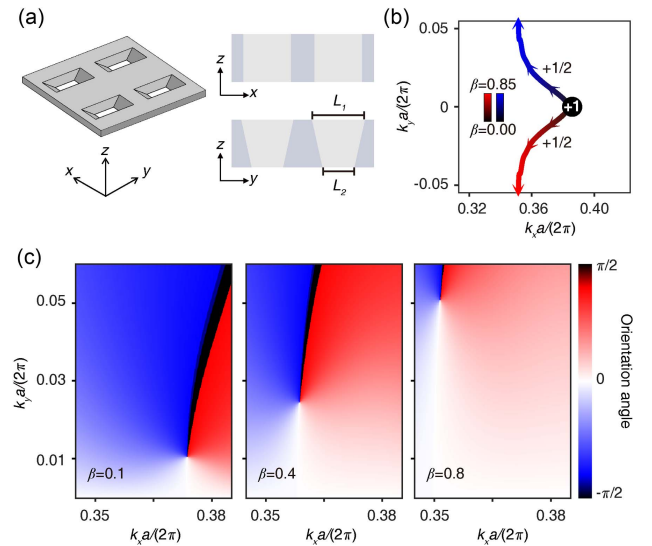 (a)
z
x
y
z
x
L₁
z
y
L₂
(b)
0.05
0
-0.05
kᵧa/(2π)
+1/2
β=0.85
β=0.00
+1
+1/2
0.32
0.36
0.40
kₓa/(2π)
(c)
kᵧa/(2π)
0.05
0.03
0.01
β=0.1
0.35
0.38
kₓa/(2π)
β=0.4
0.35
0.38
kₓa/(2π)
β=0.8
0.35
0.38
kₓa/(2π)
π/2
0
-π/2
Orientation angle